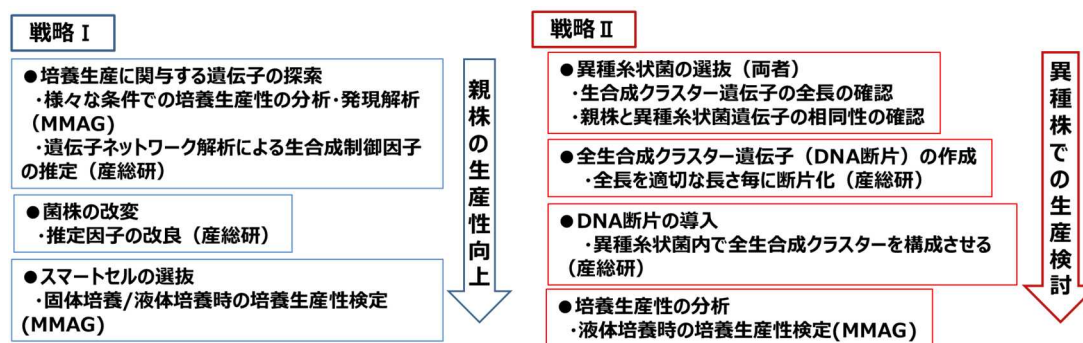 戦略Ⅰ
●培養生産に関与する遺伝子の探索
・様々な条件での培養生産性の分析・発現解析
(MMAG)
・遺伝子ネットワーク解析による生合成制御因子
の推定（産総研）
●菌株の改変
・推定因子の改良（産総研）
●スマートセルの選抜
・固体培養/液体培養時の培養生産性検定
(MMAG)
親株の生産性向上
戦略Ⅱ
●異種糸状菌の選抜（両者）
・生合成クラスター遺伝子の全長の確認
・親株と異種糸状菌遺伝子の相同性の確認
●全生合成クラスター遺伝子（DNA断片）の作成
・全長を適切な長さ毎に断片化（産総研）
●DNA断片の導入
・異種糸状菌内で全生合成クラスターを構成させる
(産総研）
●培養生産性の分析
・液体培養時の培養生産性検定(MMAG)
異種株での生産検討